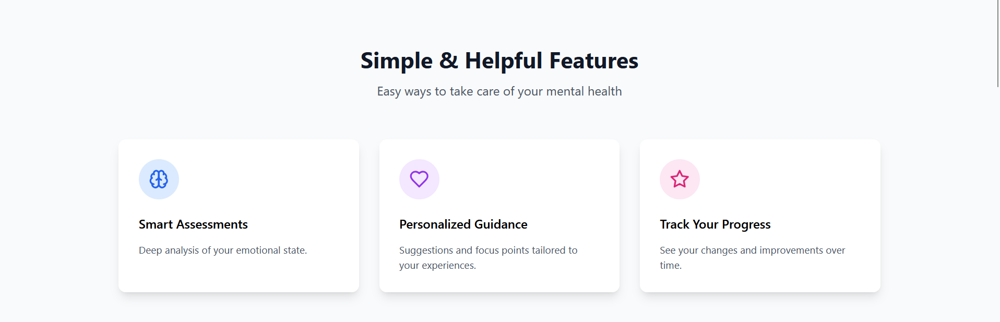 Simple & Helpful Features
Easy ways to take care of your mental health
Smart Assessments
Deep analysis of your emotional state.
Personalized Guidance
Suggestions and focus points tailored to
your experiences.
Track Your Progress
See your changes and improvements over
time.